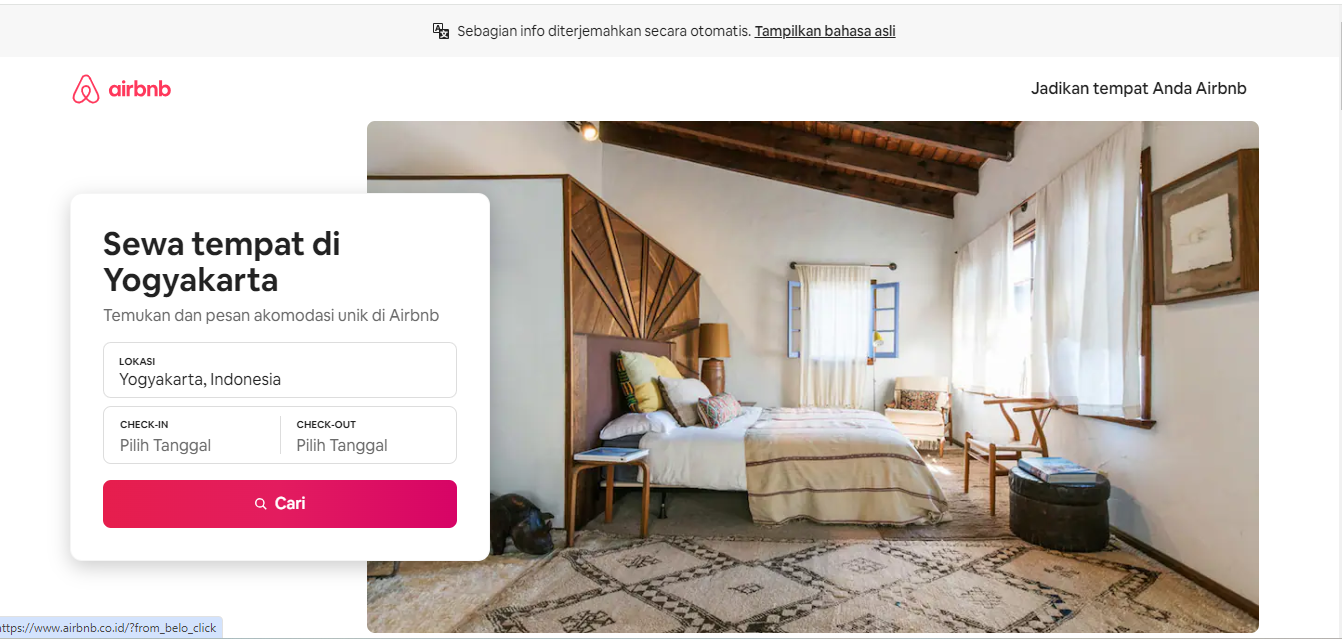 Sebagian info diterjemahkan secara otomatis. Tampilkan bahasa asli
airbnb
Jadikan tempat Anda Airbnb
Sewa tempat di
Yogyakarta
Temukan dan pesan akomodasi unik di Airbnb
LOKASI
Yogyakarta, Indonesia
CHECK-IN
CHECK-OUT
Pilih Tanggal
Pilih Tanggal
Cari
https://www.airbnb.co.id/?from_belo_click